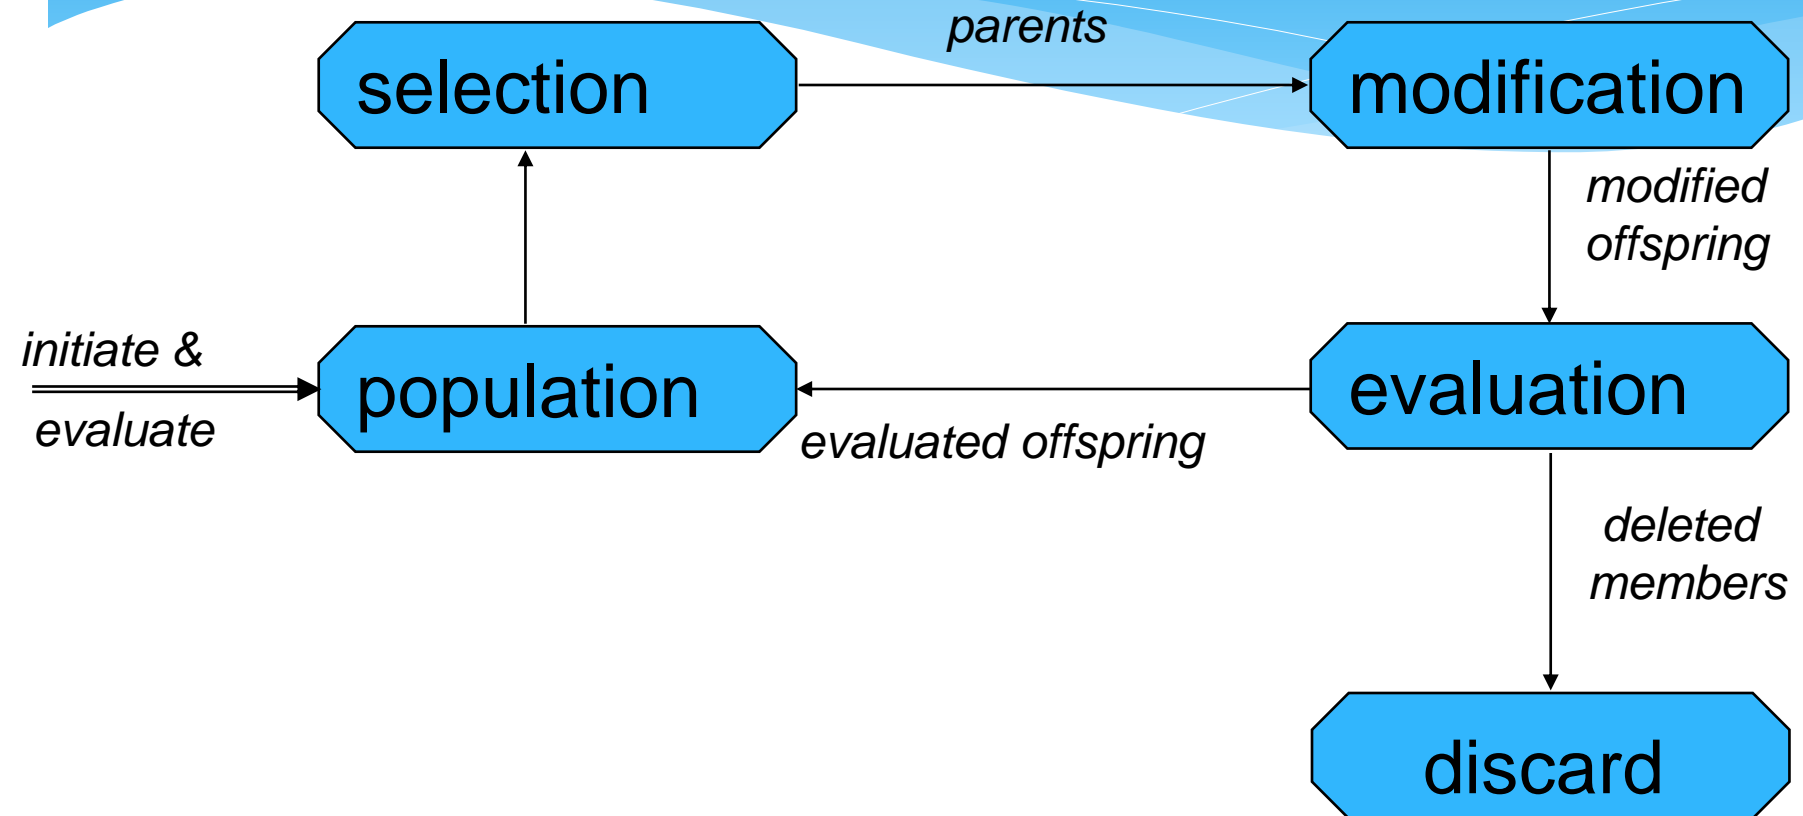 parents
selection
modification
modified
offspring
initiate &
evaluate
population
evaluated offspring
evaluation
deleted
members
discard